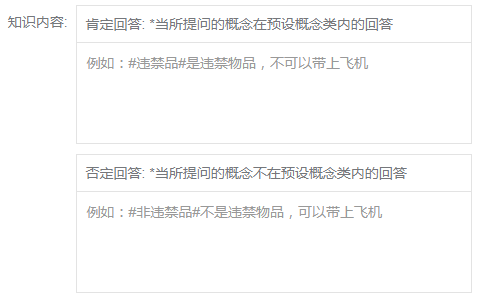 知识内容:
肯定回答: *当所提问的概念在预设概念类内的回答
例如：#违禁品#是违禁物品，不可以带上飞机
否定回答: *当所提问的概念不在预设概念类内的回答
例如：#非违禁品#不是违禁物品，可以带上飞机